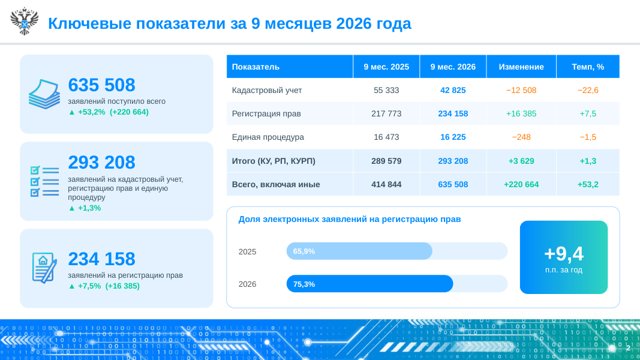 Ключевые показатели за 9 месяцев 2026 года
635 508
заявлений поступило всего
▲ +53,2% (+220 664)
293 208
заявлений на кадастровый учет,
регистрацию прав и единую
процедуру
▲ +1,3%
234 158
заявлений на регистрацию прав
▲ +7,5% (+16 385)
Показатель 9 мес. 2025 9 мес. 2026 Изменение Темп, %
Кадастровый учет 55 333 42 825 −12 508 −22,6
Регистрация прав 217 773 234 158 +16 385 +7,5
Единая процедура 16 473 16 225 −248 −1,5
Итого (КУ, РП, КУРП) 289 579 293 208 +3 629 +1,3
Всего, включая иные 414 844 635 508 +220 664 +53,2
Доля электронных заявлений на регистрацию прав
2025 65,9%
2026 75,3%
+9,4
п.п. за год
2